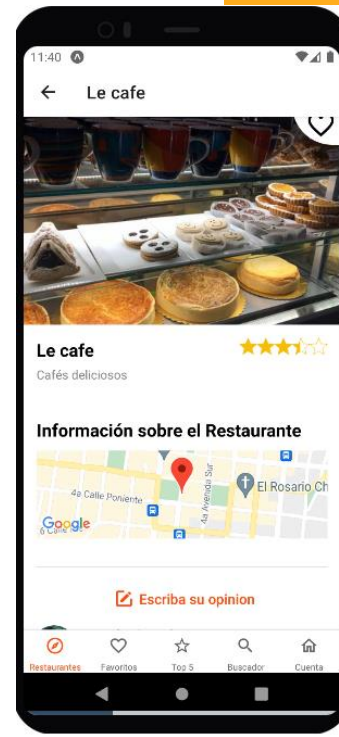 11:40
Le cafe
Le cafe
Cafés deliciosos
Información sobre el Restaurante
4a Calle Poniente
4a Avenida Sur
El Rosario Ch
Google
Escriba su opinion
Restaurantes Favoritos Top 5 Buscador Cuenta